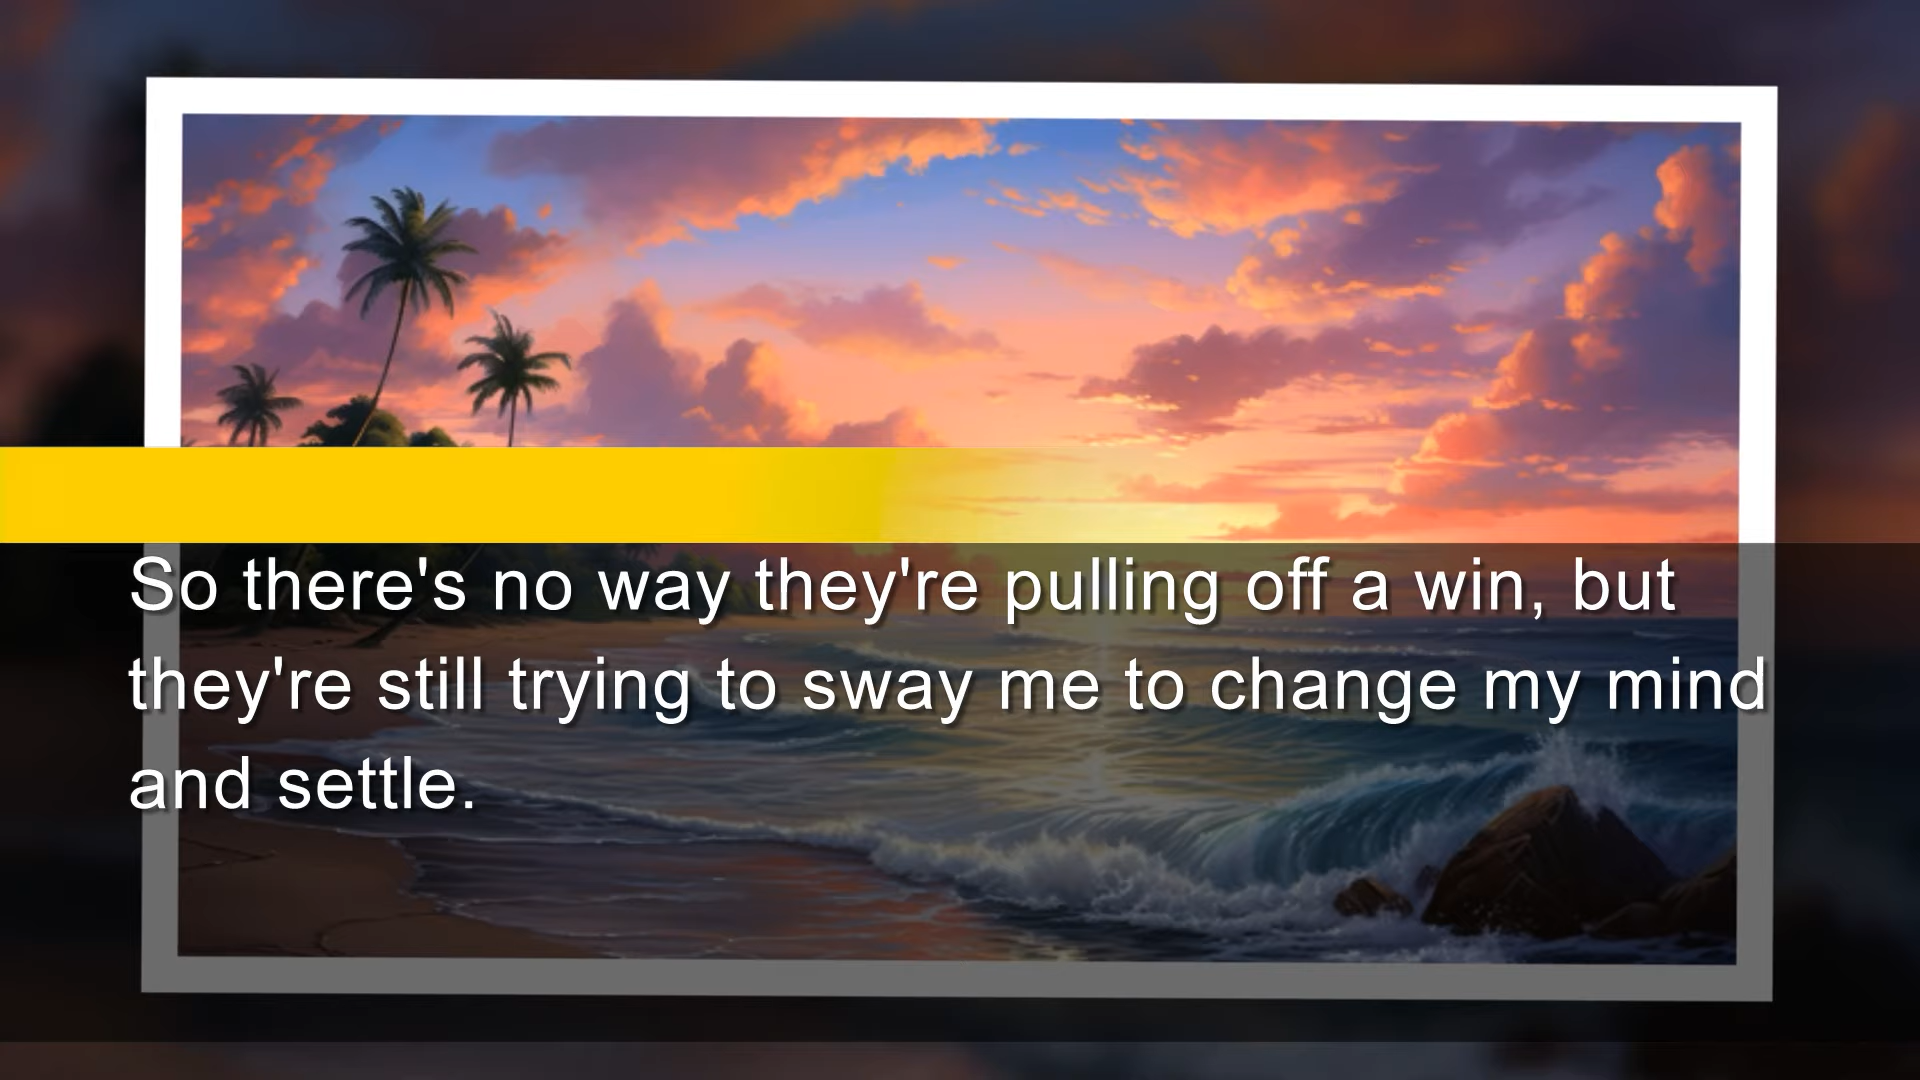 So there's no way they're pulling off a win, but
they're still trying to sway me to change my mind
and settle.